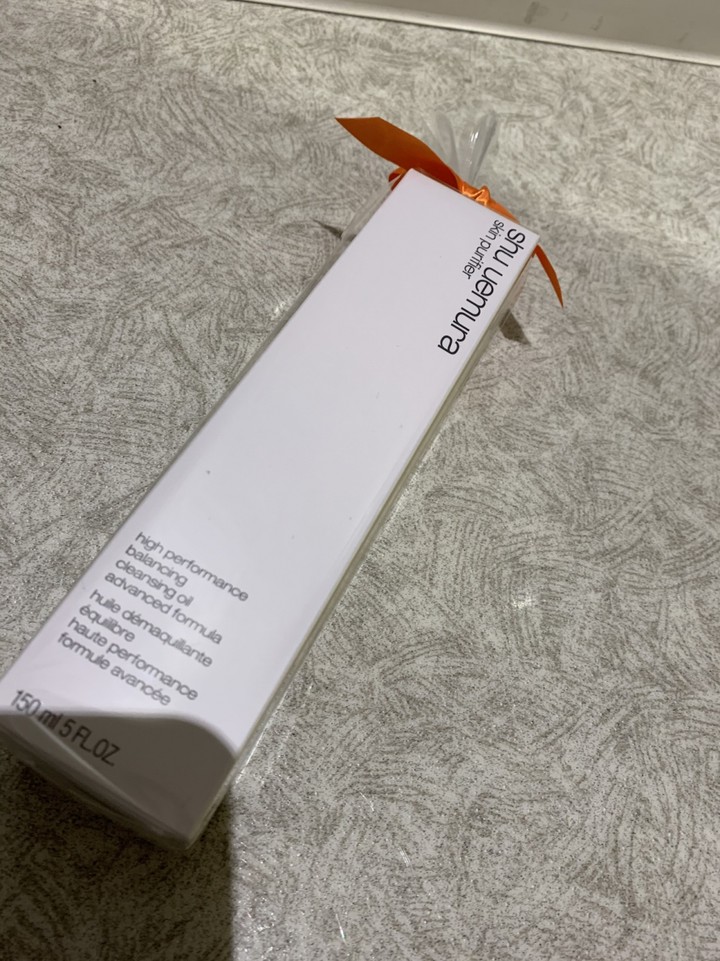 shu uemura
skin purifier
high performance
balancing
cleansing oil
advanced formula
huile démaquillante
équilibre
haute performance
formule avancée
150 ml 5 FL.OZ